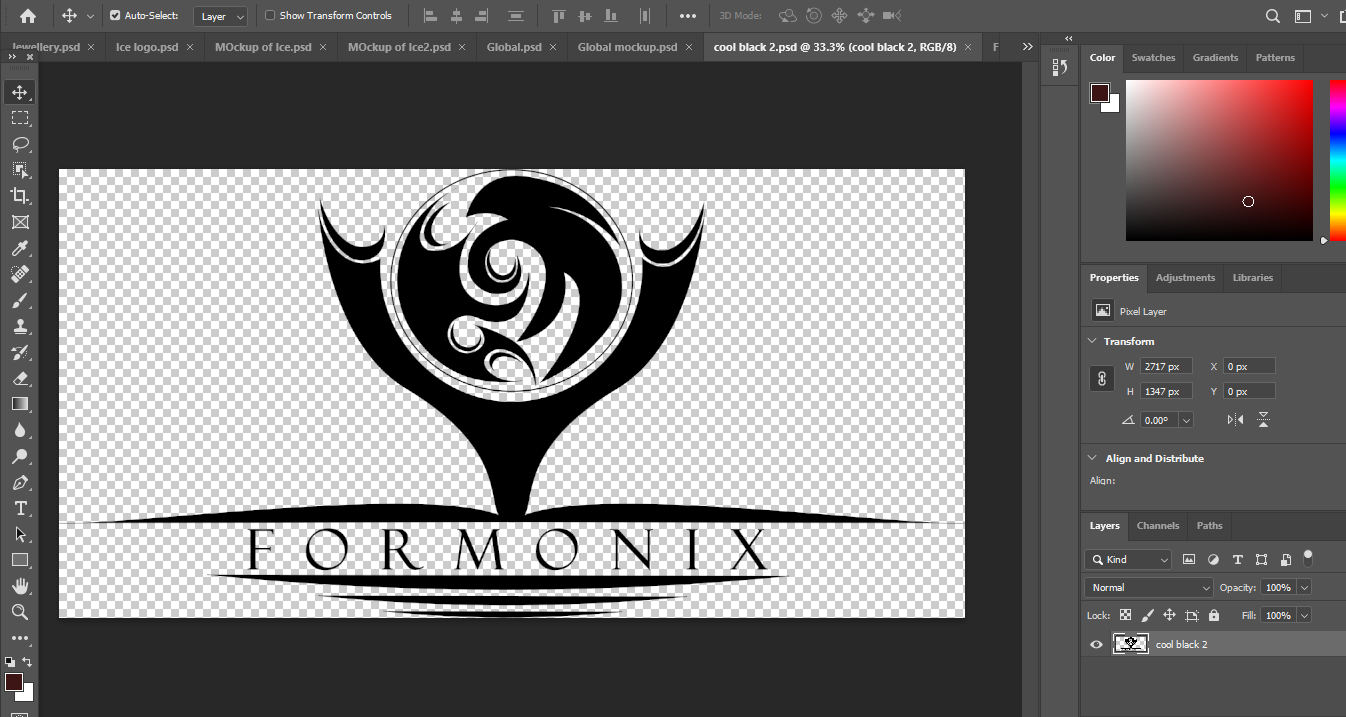 Auto-Select:
Layer
Show Transform Controls
3D Mode:
Jewellery.psd
Ice logo.psd
MOckup of Ice.psd
MOckup of Ice2.psd
Global.psd
Global mockup.psd
cool black 2.psd @ 33.3% (cool black 2, RGB/8)
F
Color
Swatches
Gradients
Patterns
FORMONIX
Properties
Adjustments
Libraries
Pixel Layer
Transform
W 2717 px X 0 px
H 1347 px Y 0 px
0.00°
Align and Distribute
Align:
Layers
Channels
Paths
Kind
Normal
Opacity: 100%
Lock:
Fill: 100%
cool black 2